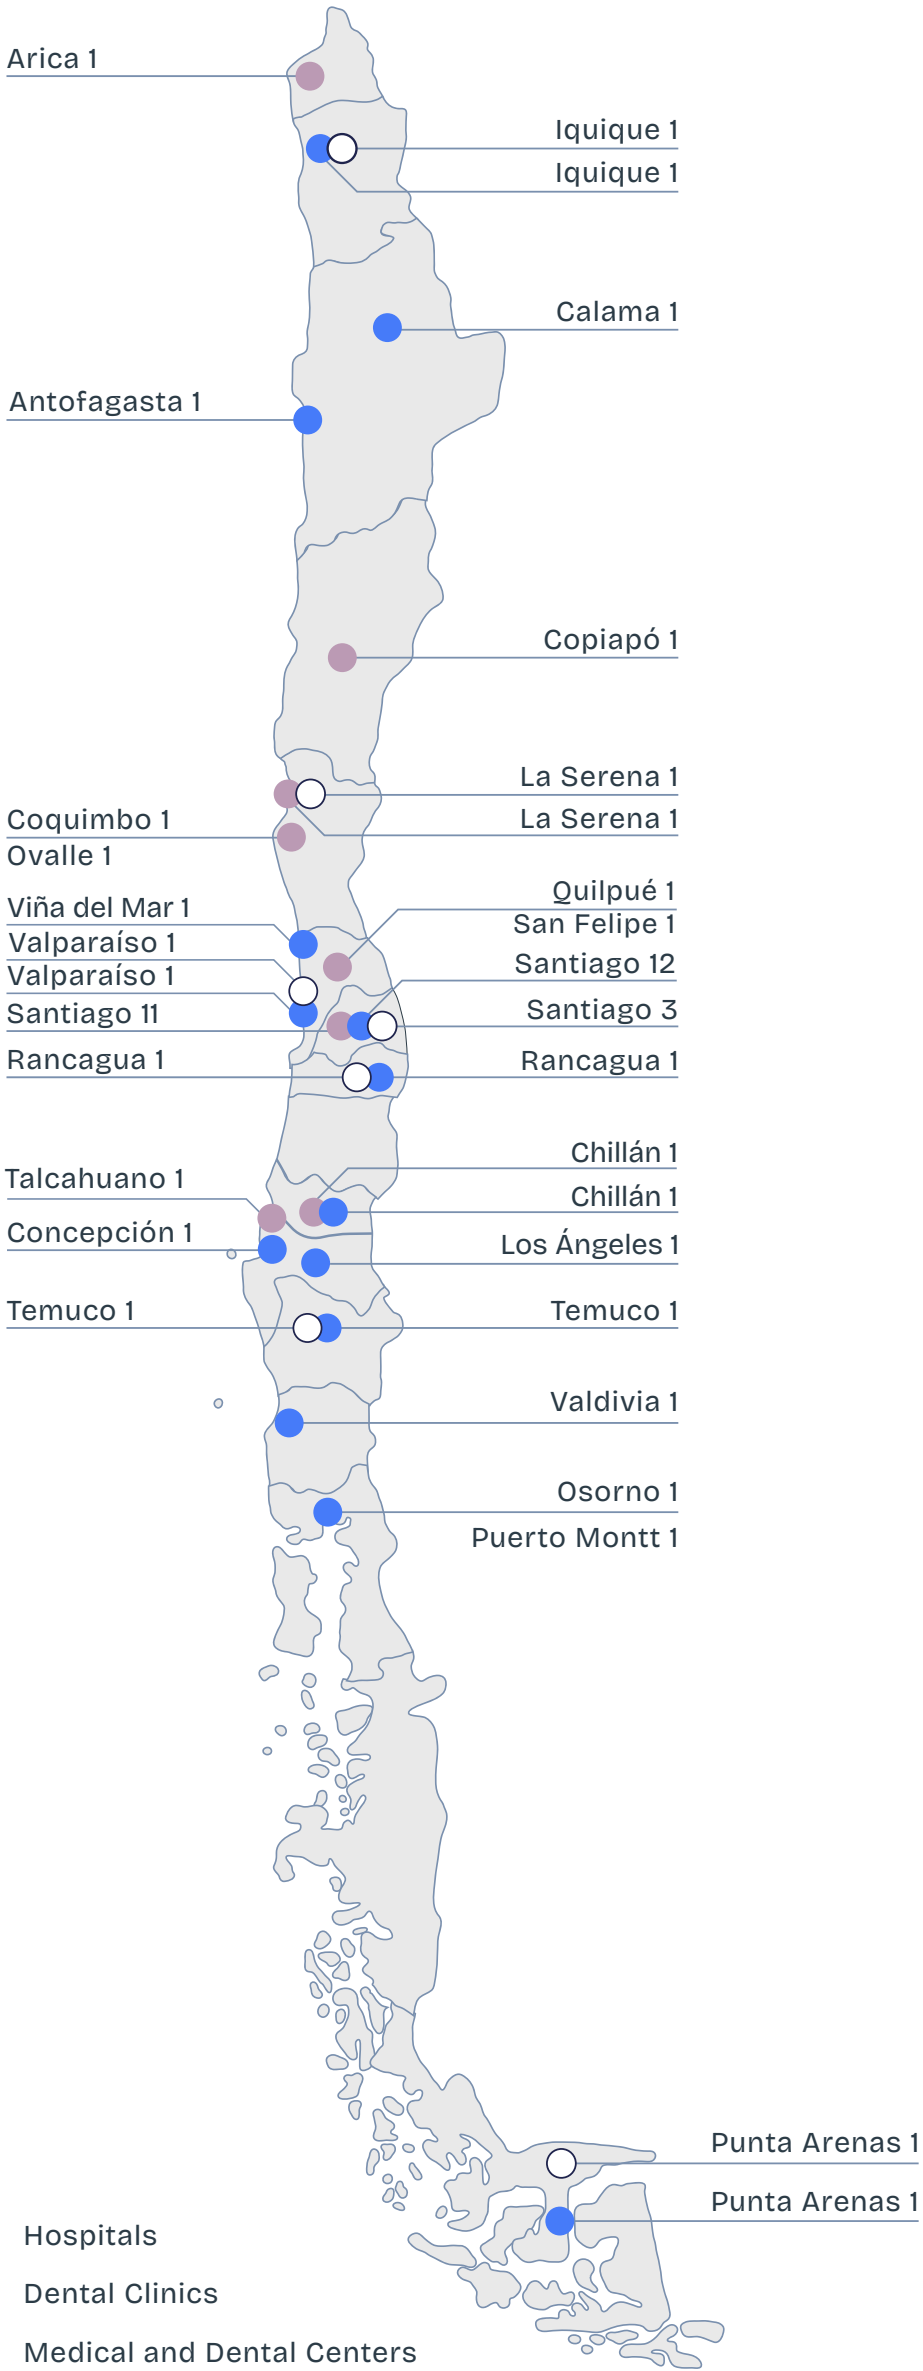 Arica 1
Iquique 1
Iquique 1
Calama 1
Antofagasta 1
Copiapó 1
La Serena 1
La Serena 1
Coquimbo 1
Ovalle 1
Quilpué 1
San Felipe 1
Viña del Mar 1
Valparaíso 1
Valparaíso 1
Santiago 12
Santiago 11
Santiago 3
Rancagua 1
Rancagua 1
Chillán 1
Talcahuano 1
Chillán 1
Concepción 1
Los Ángeles 1
Temuco 1
Temuco 1
Valdivia 1
Osorno 1
Puerto Montt 1
Punta Arenas 1
Punta Arenas 1
Hospitals
Dental Clinics
Medical and Dental Centers